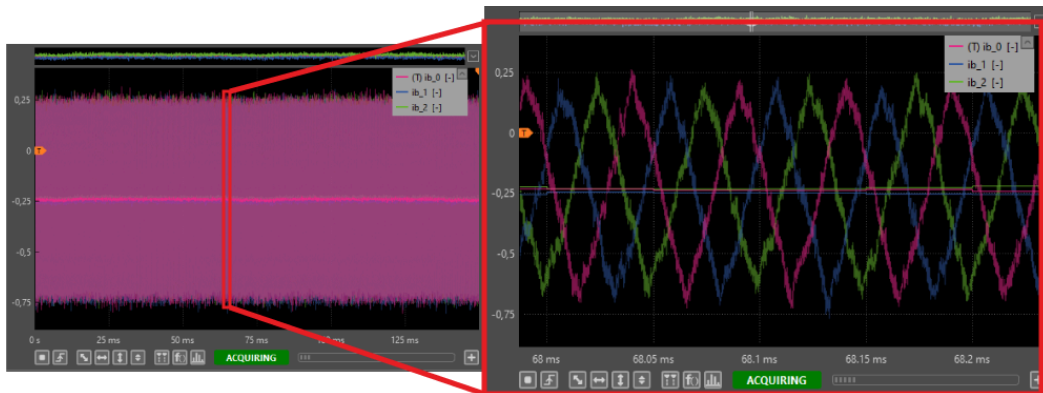 (T) ib_0 [-]
ib_1 [-]
ib_2 [-]
0,25
0
T
-0,25
-0,5
-0,75
0 s
25 ms
50 ms
75 ms
100 ms
125 ms
ACQUIRING
(T) ib_0 [-]
ib_1 [-]
ib_2 [-]
0,25
0
T
-0,25
-0,5
-0,75
68 ms
68.05 ms
68.1 ms
68.15 ms
68.2 ms
ACQUIRING